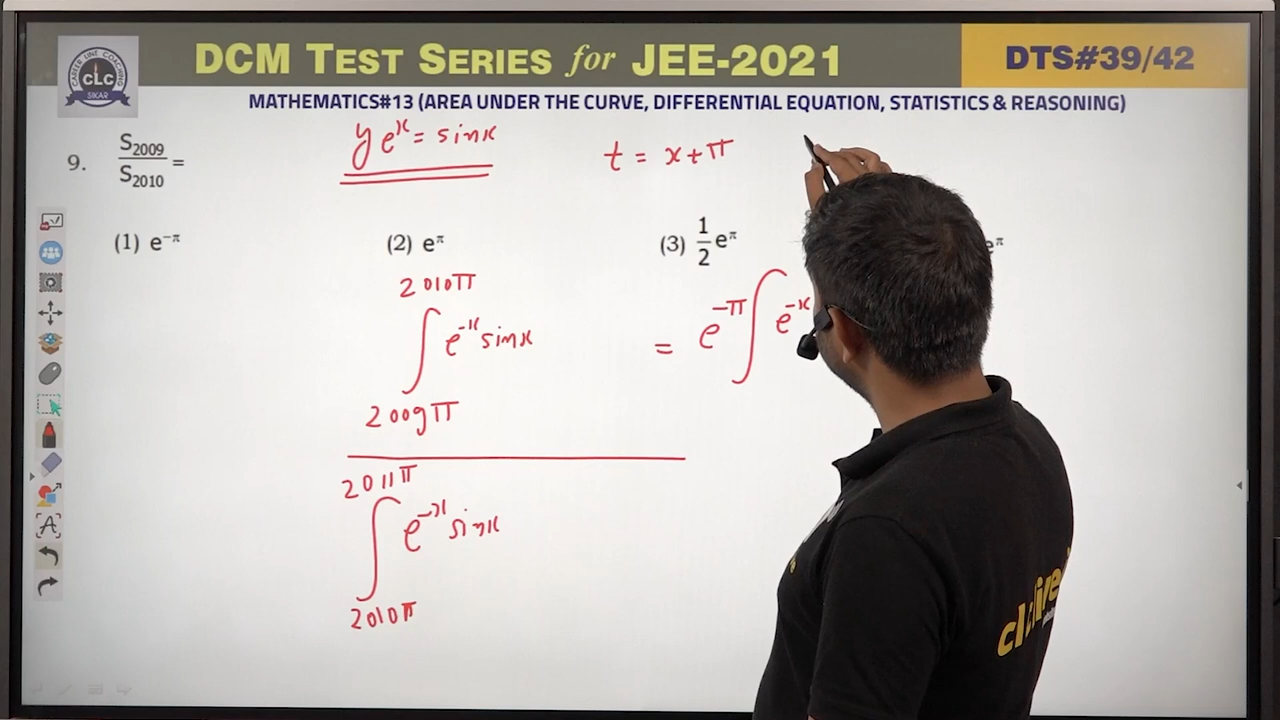 CAREER LINE COACHING
CLC
SIKAR
DCM TEST SERIES for JEE-2021
DTS#39/42
MATHEMATICS#13 (AREA UNDER THE CURVE, DIFFERENTIAL EQUATION, STATISTICS & REASONING)
9. S₂₀₀₉/S₂₀₁₀ =
y eˣ = sinx
t = x+π
(1) e^-π
(2) e^π
(3) 1/2 e^π
e^π
2010π
∫ e^-x sinx
= e^-π ∫ e^-x
2009π
2011π
∫ e^-x sinx
2010π
A